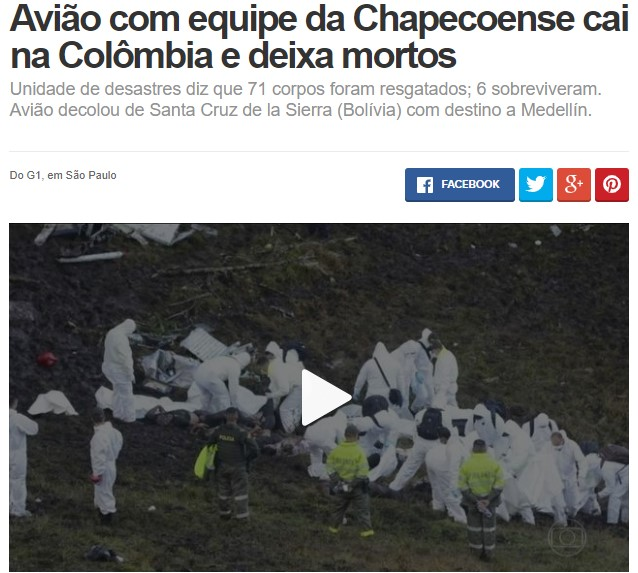 Avião com equipe da Chapecoense cai
na Colômbia e deixa mortos
Unidade de desastres diz que 71 corpos foram resgatados; 6 sobreviveram.
Avião decolou de Santa Cruz de la Sierra (Bolívia) com destino a Medellín.
Do G1, em São Paulo
FACEBOOK
POLICIA